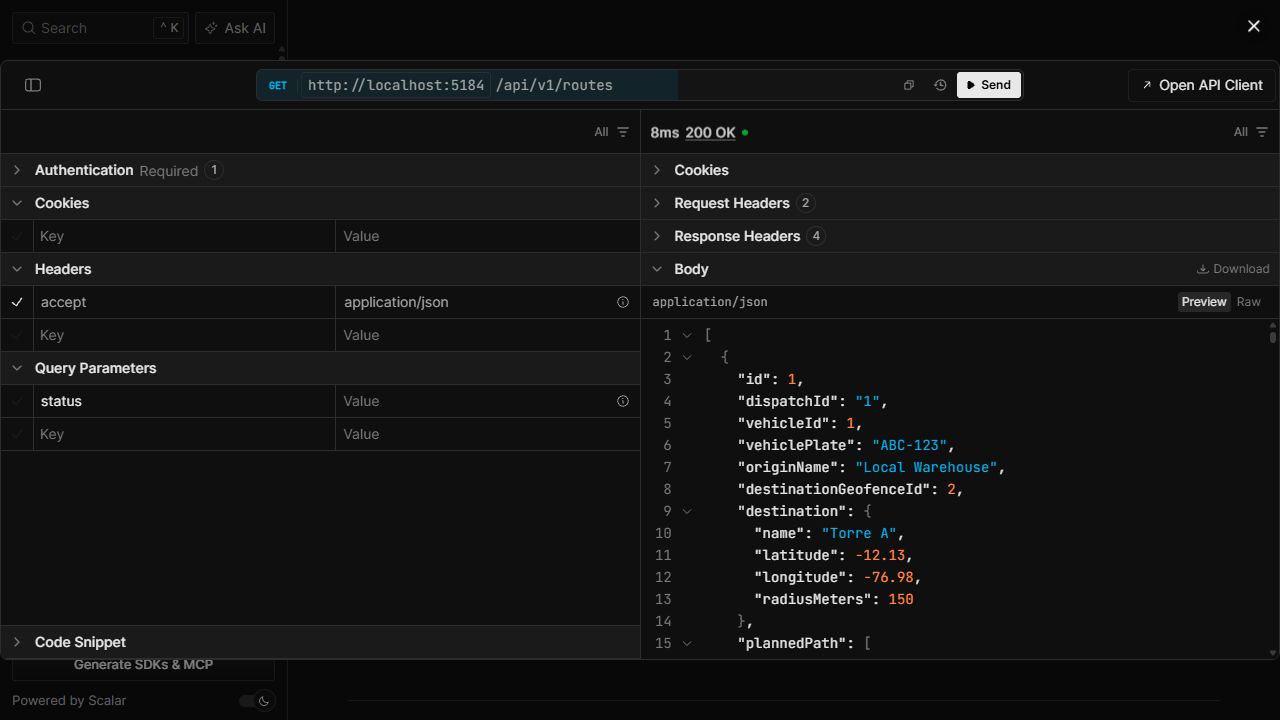 Search ^ K Ask AI
GET http://localhost:5184 /api/v1/routes Send Open API Client
All
8ms 200 OK All
Authentication Required 1
Cookies
Key Value
Headers
accept application/json
Key Value
Query Parameters
status Value
Key Value
Code Snippet
Cookies
Request Headers 2
Response Headers 4
Body Download
application/json Preview Raw
1 [
2 {
3 "id": 1,
4 "dispatchId": "1",
5 "vehicleId": 1,
6 "vehiclePlate": "ABC-123",
7 "originName": "Local Warehouse",
8 "destinationGeofenceId": 2,
9 "destination": {
10 "name": "Torre A",
11 "latitude": -12.13,
12 "longitude": -76.98,
13 "radiusMeters": 150
14 },
15 "plannedPath": [
Generate SDKs & MCP
Powered by Scalar